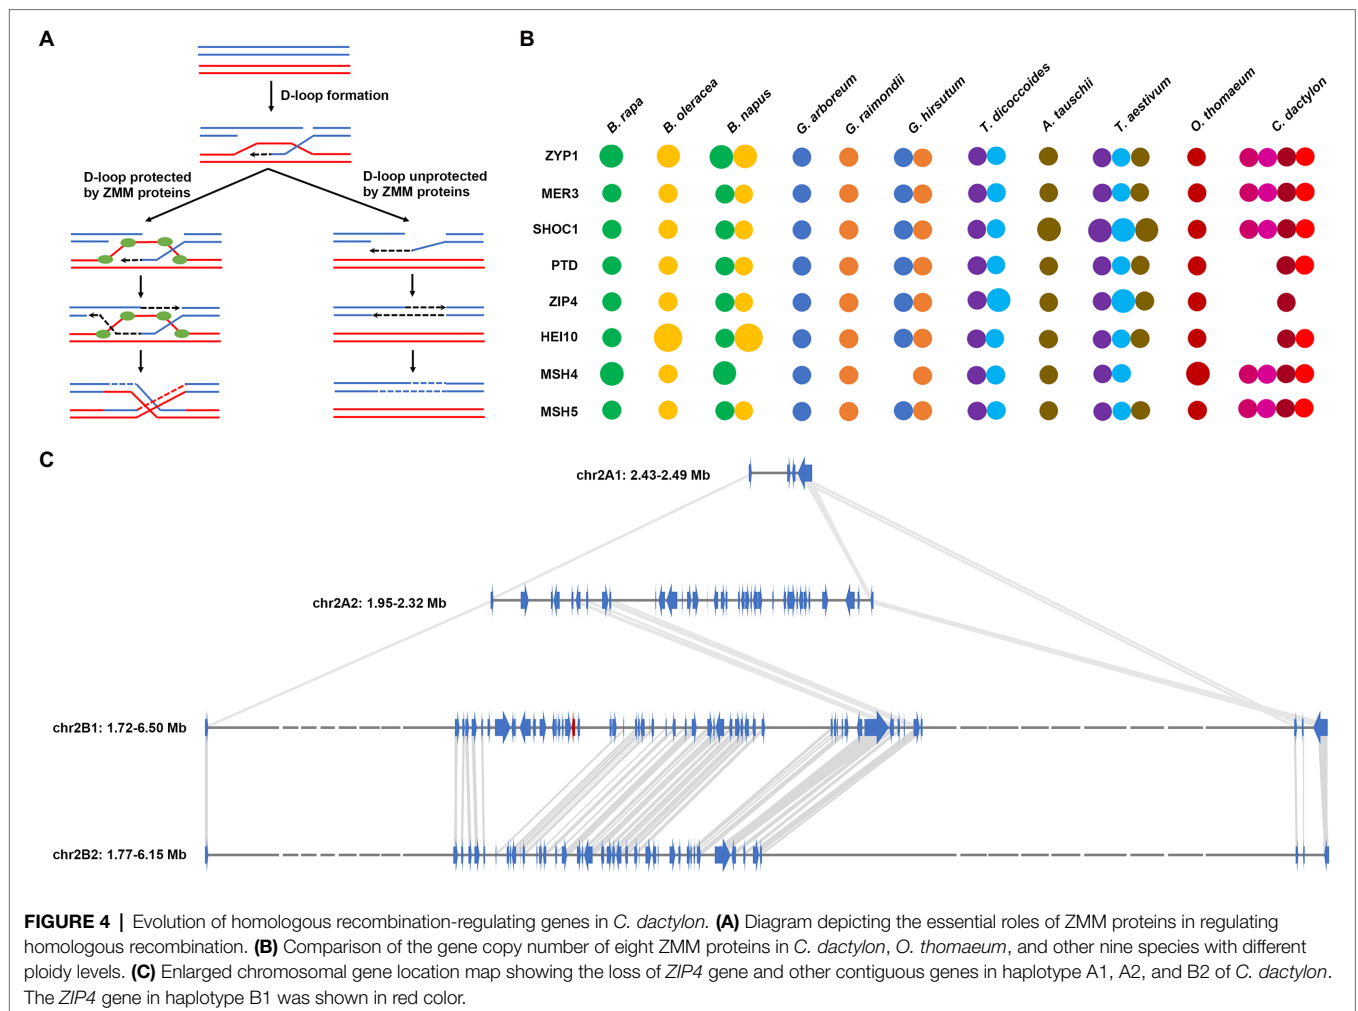 A
D-loop formation
D-loop protected
by ZMM proteins
D-loop unprotected
by ZMM proteins
B
B. rapa
B. oleracea
B. napus
G. arboreum
G. raimondii
G. hirsutum
T. dicoccoides
A. tauschii
T. aestivum
O. thomaeum
C. dactylon
ZYP1
MER3
SHOC1
PTD
ZIP4
HEI10
MSH4
MSH5
C
chr2A1: 2.43-2.49 Mb
chr2A2: 1.95-2.32 Mb
chr2B1: 1.72-6.50 Mb
chr2B2: 1.77-6.15 Mb
FIGURE 4 | Evolution of homologous recombination-regulating genes in C. dactylon. (A) Diagram depicting the essential roles of ZMM proteins in regulating
homologous recombination. (B) Comparison of the gene copy number of eight ZMM proteins in C. dactylon, O. thomaeum, and other nine species with different
ploidy levels. (C) Enlarged chromosomal gene location map showing the loss of ZIP4 gene and other contiguous genes in haplotype A1, A2, and B2 of C. dactylon.
The ZIP4 gene in haplotype B1 was shown in red color.